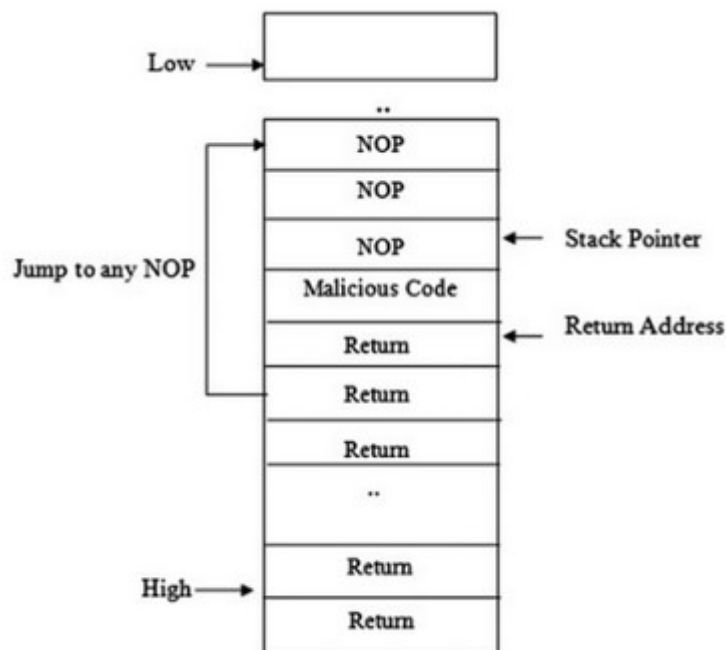 Low
..
NOP
NOP
NOP
Stack Pointer
Jump to any NOP
Malicious Code
Return Address
Return
Return
Return
..
Return
High
Return